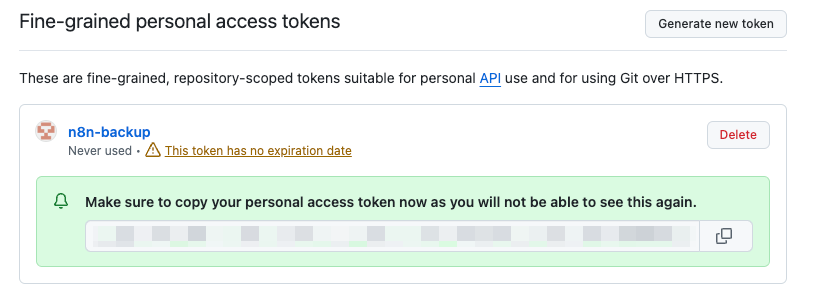 Fine-grained personal access tokens
Generate new token
These are fine-grained, repository-scoped tokens suitable for personal API use and for using Git over HTTPS.
n8n-backup
Delete
Never used • This token has no expiration date
Make sure to copy your personal access token now as you will not be able to see this again.